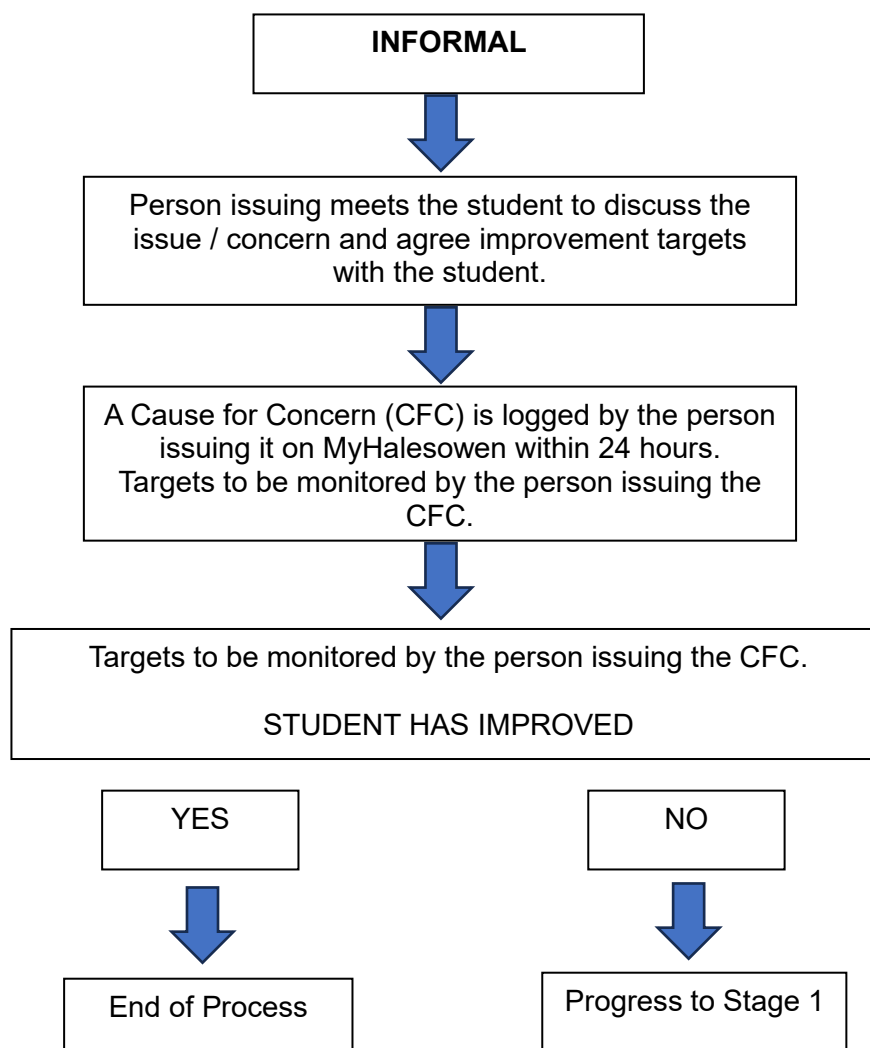 INFORMAL
Person issuing meets the student to discuss the
issue / concern and agree improvement targets
with the student.
A Cause for Concern (CFC) is logged by the person
issuing it on MyHalesowen within 24 hours.
Targets to be monitored by the person issuing the
CFC.
Targets to be monitored by the person issuing the CFC.
STUDENT HAS IMPROVED
YES
NO
End of Process
Progress to Stage 1